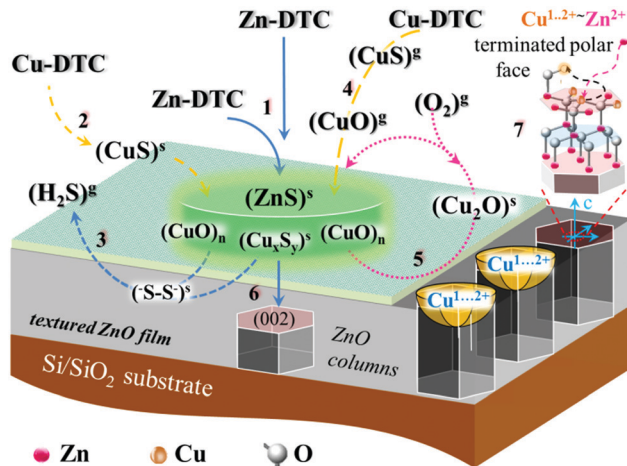 Zn-DTC
Cu-DTC
Cu¹·²⁺~Zn²⁺
terminated polar
face
Cu-DTC
4
(CuS)ᵍ
Zn-DTC
1
2
(CuO)ᵍ
(O₂)ᵍ
7
(CuS)ˢ
(H₂S)ᵍ
(ZnS)ˢ
(Cu₂O)ˢ
c
3
(CuO)ₙ
(CuₓSᵧ)ˢ
(CuO)ₙ
5
Cu¹…²⁺
(⁻S-S⁻)ˢ
6
Cu¹…²⁺
textured ZnO film
(002)
ZnO
columns
Si/SiO₂ substrate
Zn
Cu
O